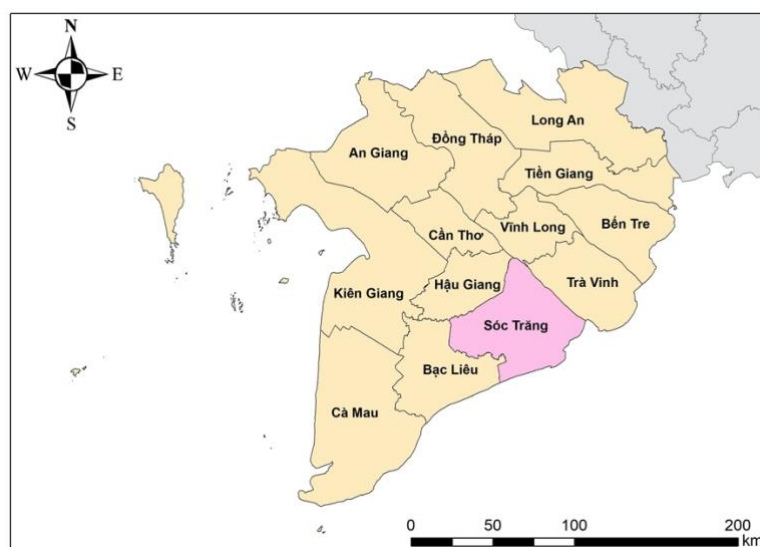 N
W E
S
Long An
Đồng Tháp
An Giang
Tiền Giang
Bến Tre
Vĩnh Long
Cần Thơ
Trà Vinh
Hậu Giang
Kiên Giang
Sóc Trăng
Bạc Liêu
Cà Mau
0 50 100 200
km